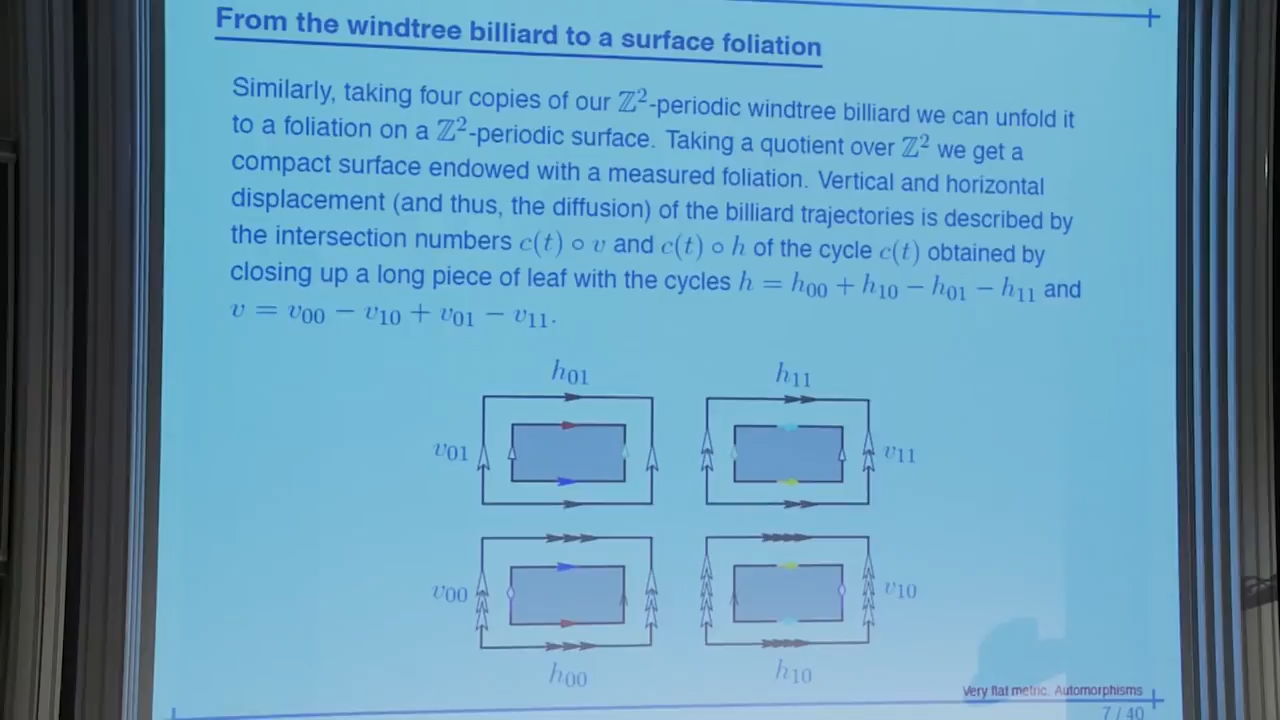 From the windtree billiard to a surface foliation
Similarly, taking four copies of our ℤ²-periodic windtree billiard we can unfold it
to a foliation on a ℤ²-periodic surface. Taking a quotient over ℤ² we get a
compact surface endowed with a measured foliation. Vertical and horizontal
displacement (and thus, the diffusion) of the billiard trajectories is described by
the intersection numbers c(t) ∘ v and c(t) ∘ h of the cycle c(t) obtained by
closing up a long piece of leaf with the cycles h = h₀₀ + h₁₀ − h₀₁ − h₁₁ and
v = v₀₀ − v₁₀ + v₀₁ − v₁₁.
h₀₁ h₁₁
v₀₁ v₁₁
v₀₀ v₁₀
h₀₀ h₁₀
Very flat metric. Automorphisms
7 / 40